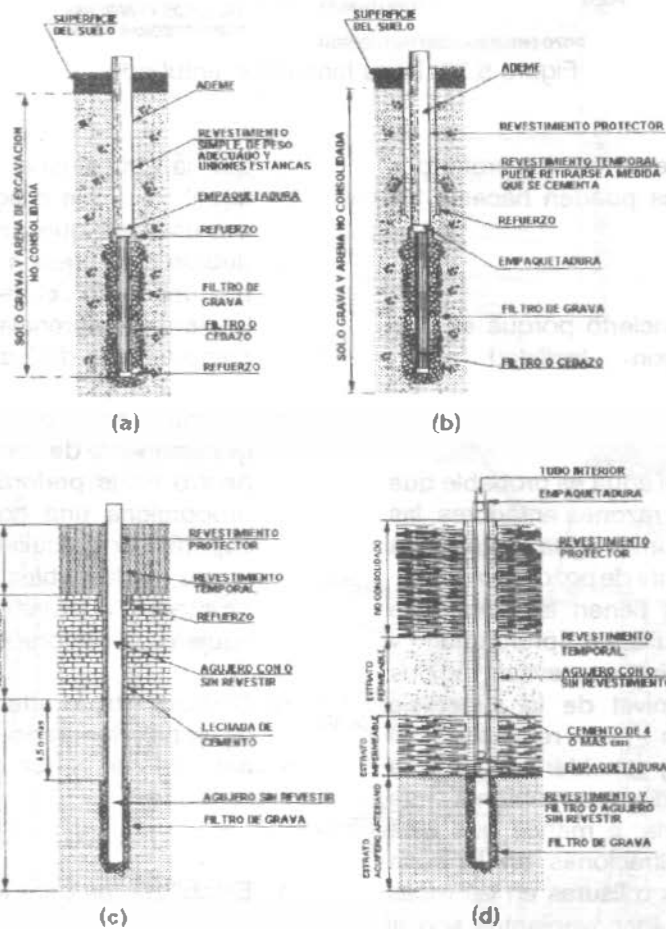 SUPERFICIE
DEL SUELO
ADEME
REVESTIMIENTO
SIMPLE, DE PESO
ADECUADO Y
UNIONES ESTANCAS
EMPAQUETADURA
REFUERZO
FILTRO DE
GRAVA
FILTRO O
CEBAZO
REFUERZO
SOLO GRAVA Y ARENA DE EXCAVACION
NO CONSOLIDADA
(a)
SUPERFICIE
DEL SUELO
ADEME
REVESTIMIENTO PROTECTOR
REVESTIMIENTO TEMPORAL
PUEDE RETIRARSE A MEDIDA
QUE SE CEMENTA
REFUERZO
EMPAQUETADURA
FILTRO DE GRAVA
FILTRO O CEBAZO
SOLO GRAVA Y ARENA NO CONSOLIDADA
(b)
REVESTIMIENTO
PROTECTOR
REVESTIMIENTO
TEMPORAL
REFUERZO
AGUJERO CON O
SIN REVESTIR
LECHADA DE
CEMENTO
AGUJERO SIN REVESTIR
FILTRO DE GRAVA
(c)
TUBO INTERIOR
EMPAQUETADURA
REVESTIMIENTO
PROTECTOR
REVESTIMIENTO
TEMPORAL
AGUJERO CON O
SIN REVESTIMIENTO
CEMENTO DE 4
O MAS cms
EMPAQUETADURA
REVESTIMIENTO Y
FILTRO O AGUJERO
SIN REVESTIR
FILTRO DE GRAVA
NO CONSOLIDADO
ESTRATO
PERMEABLE
ESTRATO
IMPERMEABLE
ESTRATO
ACUIFERO ARTESIANO
(d)